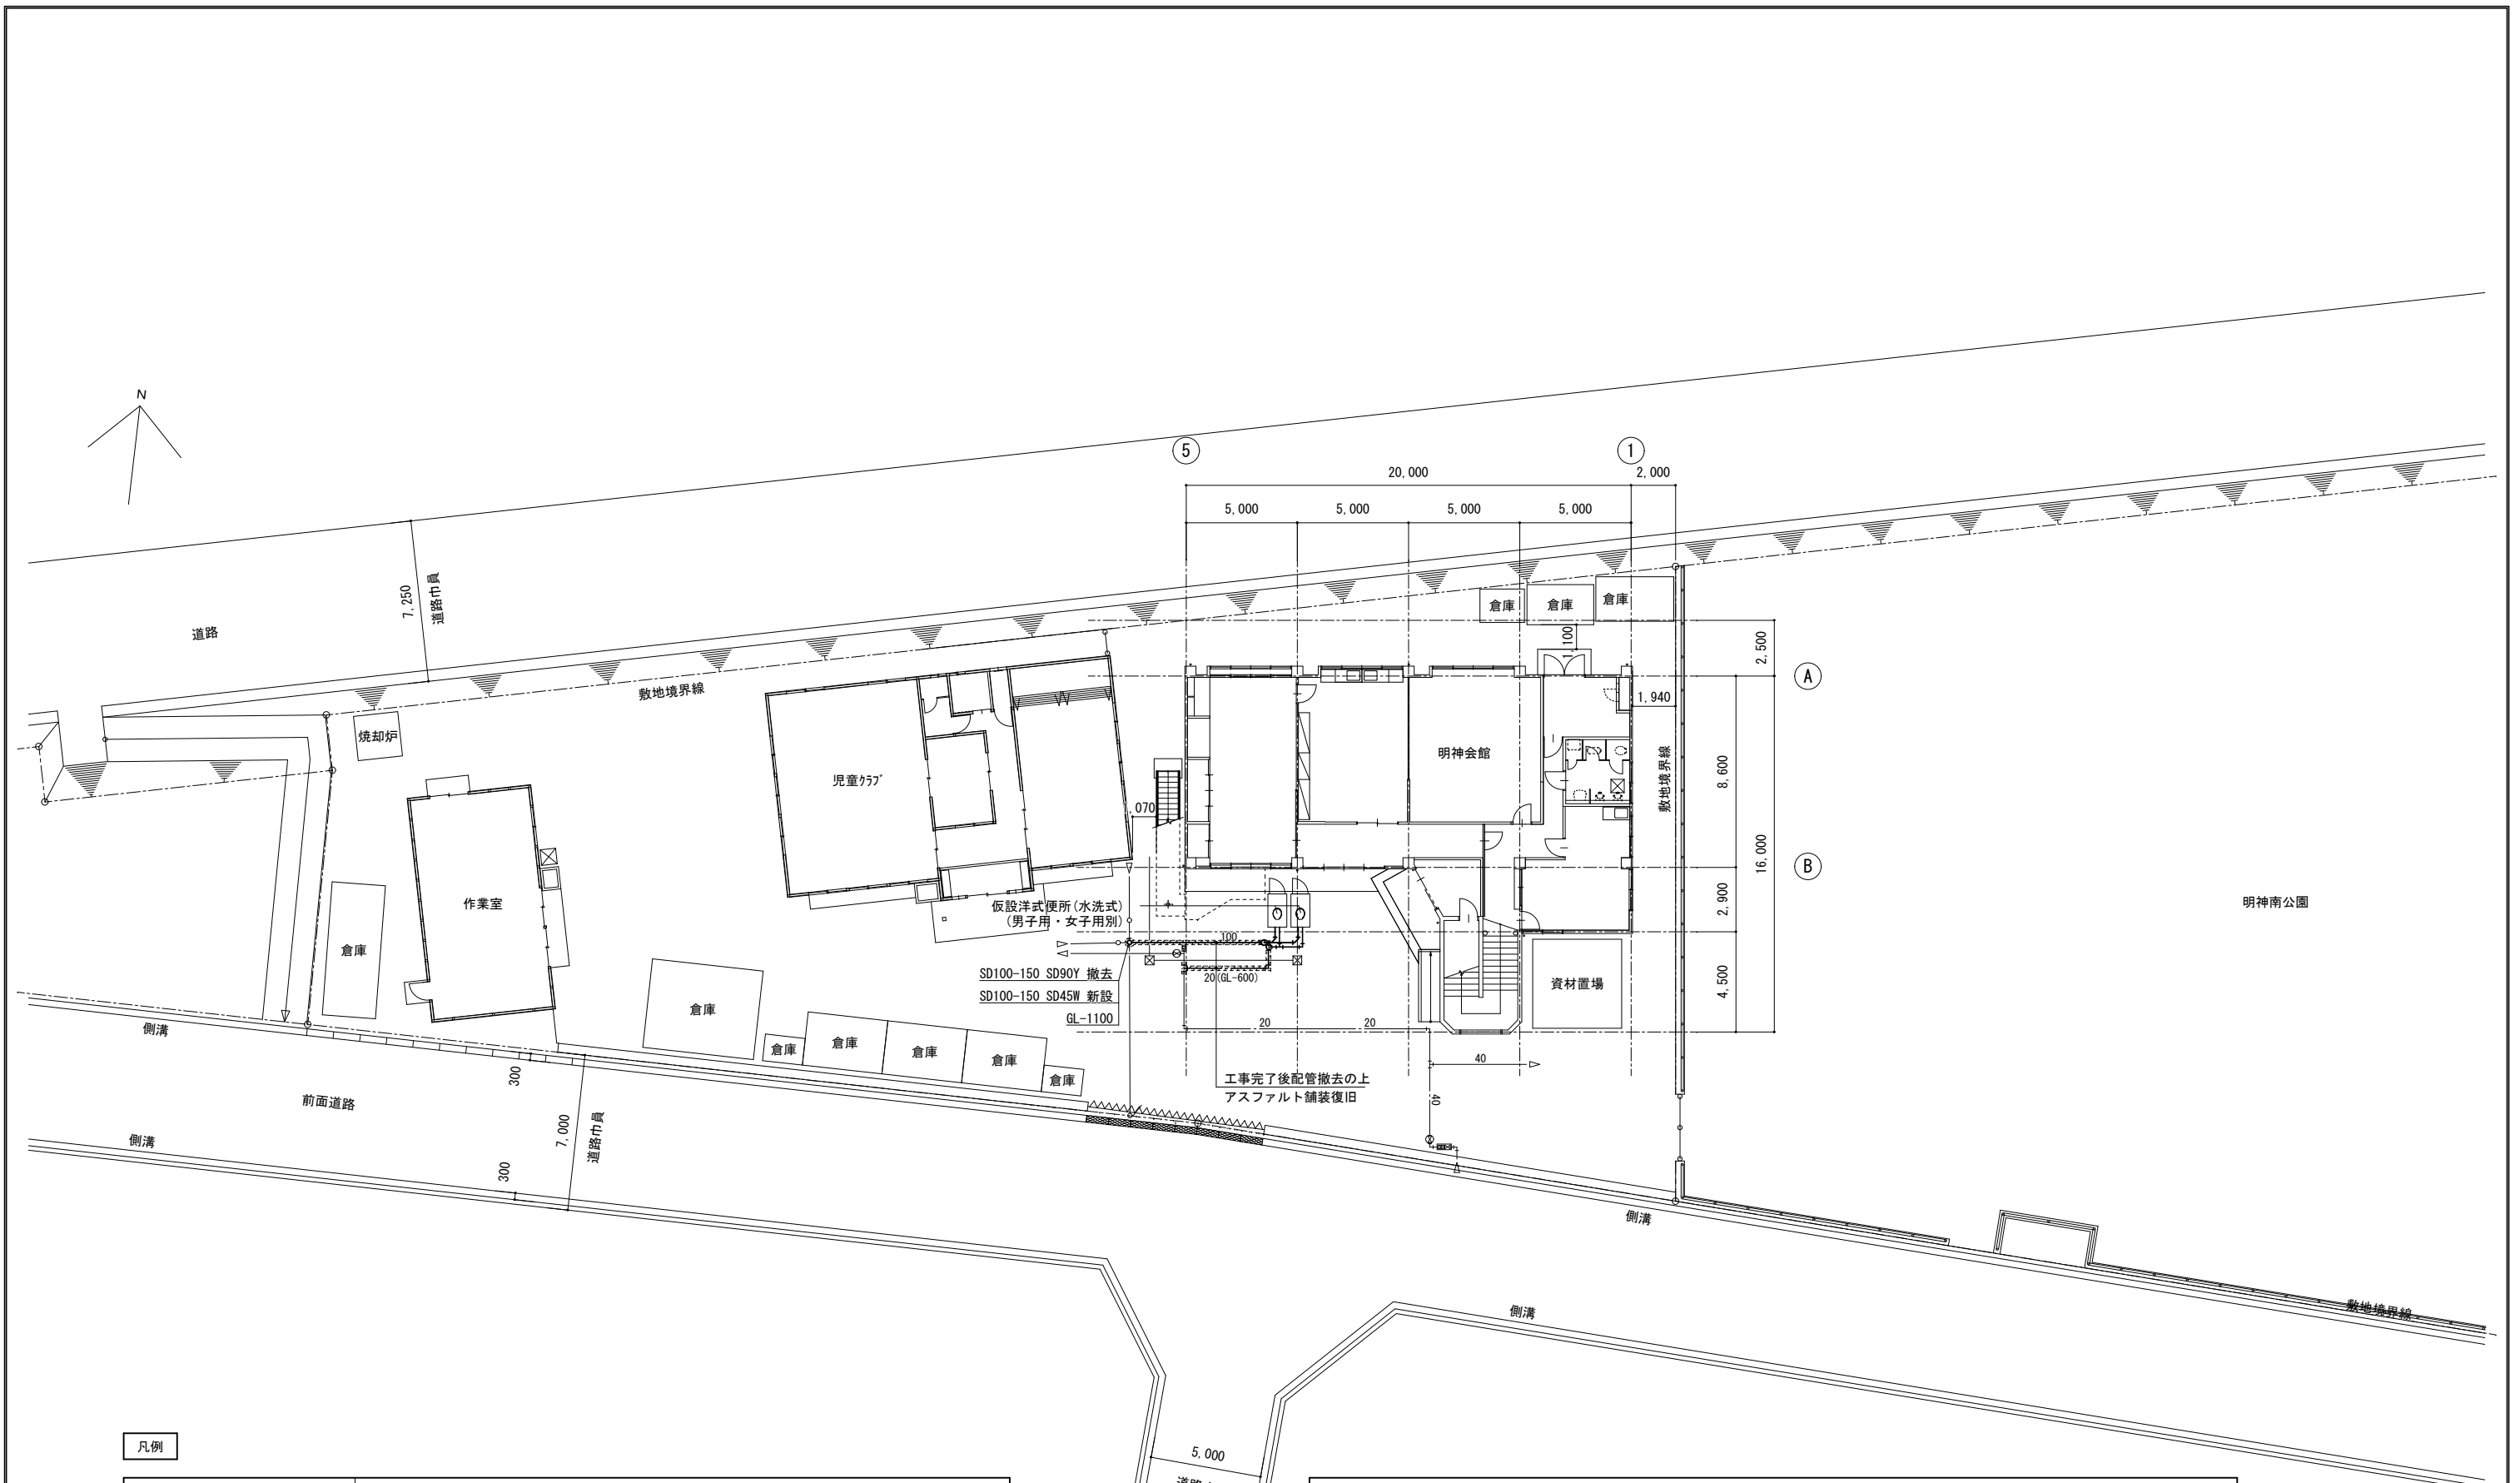 N
5
1
20,000
2,000
5,000
5,000
5,000
5,000
7,250
道路巾員
道路
敷地境界線
倉庫
倉庫
倉庫
1,100
2,500
A
1,940
焼却炉
児童クラブ
明神会館
敷地境界線
8,600
16,000
,070
B
作業室
倉庫
仮設洋式便所(水洗式)
(男子用・女子用別)
2,900
明神南公園
100
SD100-150 SD90Y 撤去
20(GL-600)
SD100-150 SD45W 新設
GL-1100
資材置場
4,500
倉庫
倉庫
倉庫
倉庫
倉庫
倉庫
20
20
40
40
側溝
300
前面道路
工事完了後配管撤去の上
アスファルト舗装復旧
7,000
道路巾員
側溝
300
側溝
側溝
敷地境界線
凡例
5,000